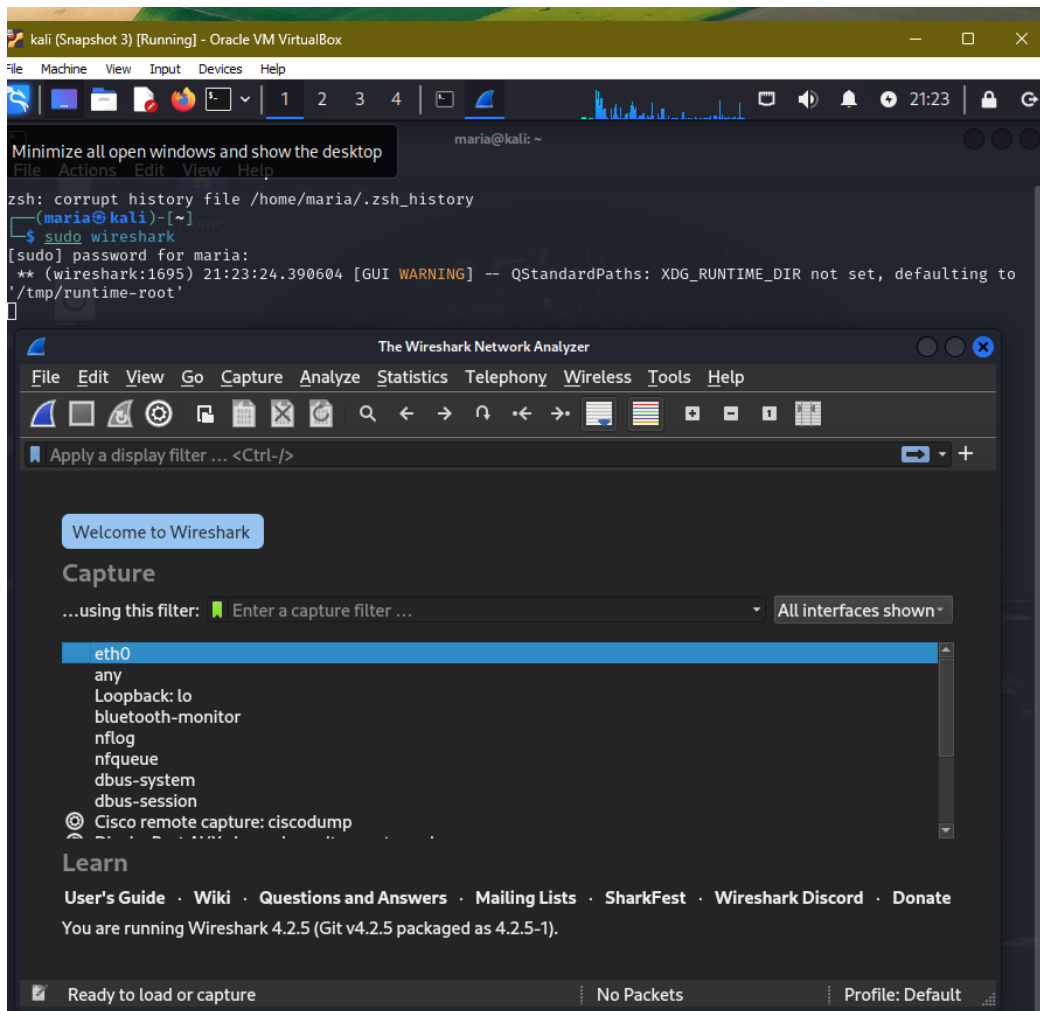 kali (Snapshot 3) [Running] - Oracle VM VirtualBox
File Machine View Input Devices Help
1 2 3 4 21:23
maria@kali: ~
Minimize all open windows and show the desktop
File Actions Edit View Help
zsh: corrupt history file /home/maria/.zsh_history
(maria㉿kali)-[~]
Home
$ sudo wireshark
[sudo] password for maria:
** (wireshark:1695) 21:23:24.390604 [GUI WARNING] -- QStandardPaths: XDG_RUNTIME_DIR not set, defaulting to
'/tmp/runtime-root'
The Wireshark Network Analyzer
File Edit View Go Capture Analyze Statistics Telephony Wireless Tools Help
Apply a display filter … <Ctrl-/>
Welcome to Wireshark
Capture
…using this filter: Enter a capture filter … All interfaces shown
eth0
any
Loopback: lo
bluetooth-monitor
nflog
nfqueue
dbus-system
dbus-session
Cisco remote capture: ciscodump
Learn
User's Guide · Wiki · Questions and Answers · Mailing Lists · SharkFest · Wireshark Discord · Donate
You are running Wireshark 4.2.5 (Git v4.2.5 packaged as 4.2.5-1).
Ready to load or capture No Packets Profile: Default